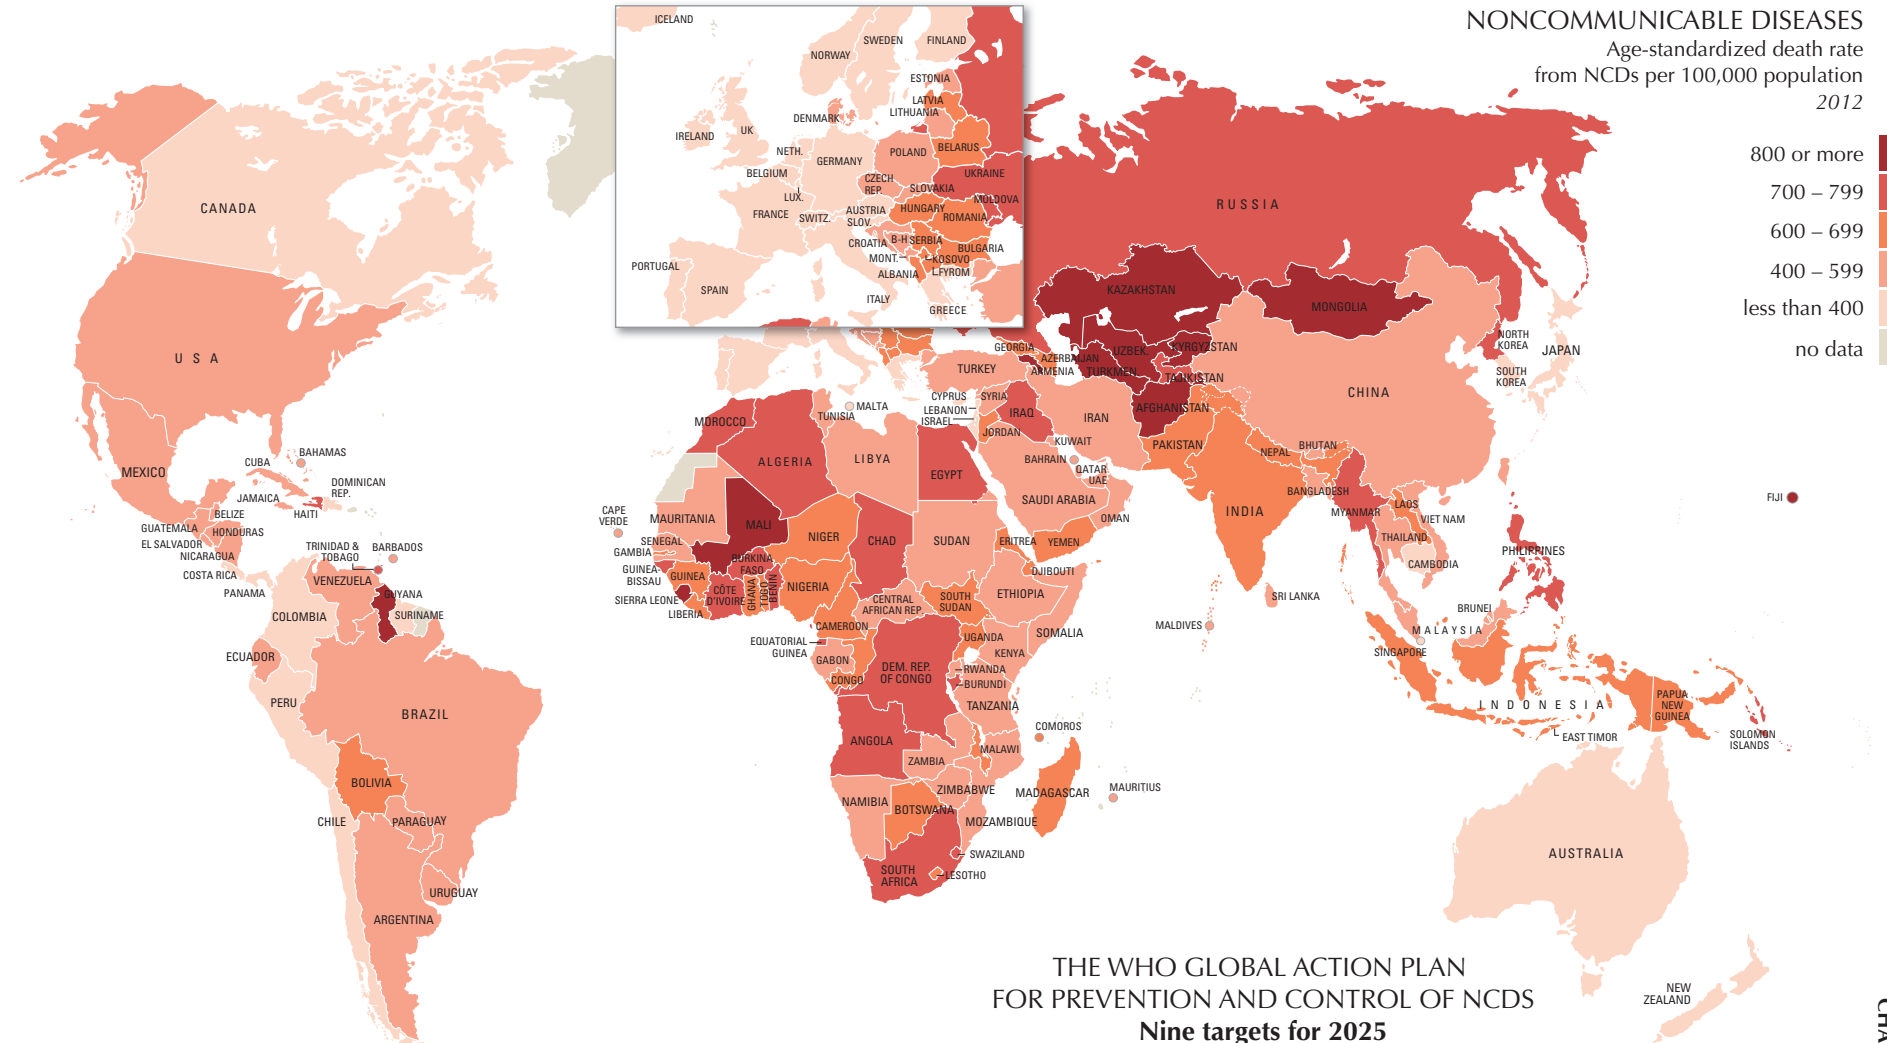 NONCOMMUNICABLE DISEASES
Age-standardized death rate
from NCDs per 100,000 population
2012
800 or more
700 – 799
600 – 699
400 – 599
less than 400
no data
ICELAND
NORWAY
SWEDEN
FINLAND
ESTONIA
LATVIA
LITHUANIA
DENMARK
IRELAND
UK
NETH.
BELGIUM
LUX.
GERMANY
POLAND
BELARUS
CZECH
REP.
SLOVAKIA
UKRAINE
MOLDOVA
FRANCE
SWITZ.
AUSTRIA
SLOV.
HUNGARY
ROMANIA
CROATIA
B-H
SERBIA
BULGARIA
MONT.
KOSOVO
ALBANIA
FYROM
PORTUGAL
SPAIN
ITALY
GREECE
CANADA
USA
MEXICO
CUBA
BAHAMAS
JAMAICA
HAITI
DOMINICAN
REP.
BELIZE
GUATEMALA
HONDURAS
EL SALVADOR
NICARAGUA
COSTA RICA
PANAMA
TRINIDAD &
TOBAGO
BARBADOS
VENEZUELA
GUYANA
SURINAME
COLOMBIA
ECUADOR
PERU
BRAZIL
BOLIVIA
PARAGUAY
CHILE
URUGUAY
ARGENTINA
RUSSIA
KAZAKHSTAN
MONGOLIA
GEORGIA
AZERBAIJAN
ARMENIA
UZBEK.
KYRGYZSTAN
TURKMEN.
TAJIKISTAN
TURKEY
CYPRUS
SYRIA
LEBANON
ISRAEL
IRAQ
JORDAN
IRAN
AFGHANISTAN
KUWAIT
BAHRAIN
QATAR
UAE
SAUDI ARABIA
OMAN
YEMEN
PAKISTAN
NEPAL
BHUTAN
INDIA
BANGLADESH
SRI LANKA
MALDIVES
CHINA
NORTH
KOREA
SOUTH
KOREA
JAPAN
MYANMAR
LAOS
VIET NAM
THAILAND
CAMBODIA
PHILIPPINES
BRUNEI
MALAYSIA
SINGAPORE
INDONESIA
EAST TIMOR
PAPUA
NEW
GUINEA
SOLOMON
ISLANDS
FIJI
AUSTRALIA
NEW
ZEALAND
MALTA
MOROCCO
TUNISIA
ALGERIA
LIBYA
EGYPT
CAPE
VERDE
MAURITANIA
MALI
SENEGAL
GAMBIA
GUINEA-
BISSAU
GUINEA
SIERRA LEONE
LIBERIA
BURKINA
FASO
CÔTE
D'IVOIRE
GHANA
TOGO
BENIN
NIGER
NIGERIA
CHAD
SUDAN
ERITREA
DJIBOUTI
ETHIOPIA
SOMALIA
CENTRAL
AFRICAN REP.
SOUTH
SUDAN
CAMEROON
EQUATORIAL
GUINEA
GABON
CONGO
DEM. REP.
OF CONGO
UGANDA
KENYA
RWANDA
BURUNDI
TANZANIA
ANGOLA
ZAMBIA
MALAWI
COMOROS
NAMIBIA
BOTSWANA
ZIMBABWE
MOZAMBIQUE
MADAGASCAR
MAURITIUS
SWAZILAND
LESOTHO
SOUTH
AFRICA
THE WHO GLOBAL ACTION PLAN
FOR PREVENTION AND CONTROL OF NCDS
Nine targets for 2025